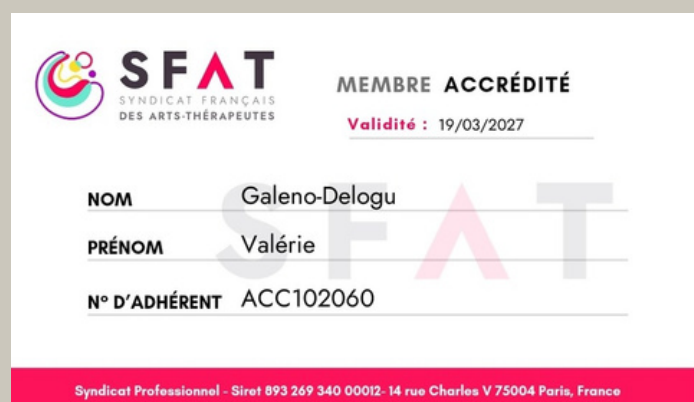 SFAT
SYNDICAT FRANÇAIS
DES ARTS-THÉRAPEUTES
MEMBRE ACCRÉDITÉ
Validité : 19/03/2027
SFAT
NOM Galeno-Delogu
PRÉNOM Valérie
N° D'ADHÉRENT ACC102060
Syndicat Professionnel - Siret 893 269 340 00012- 14 rue Charles V 75004 Paris, France